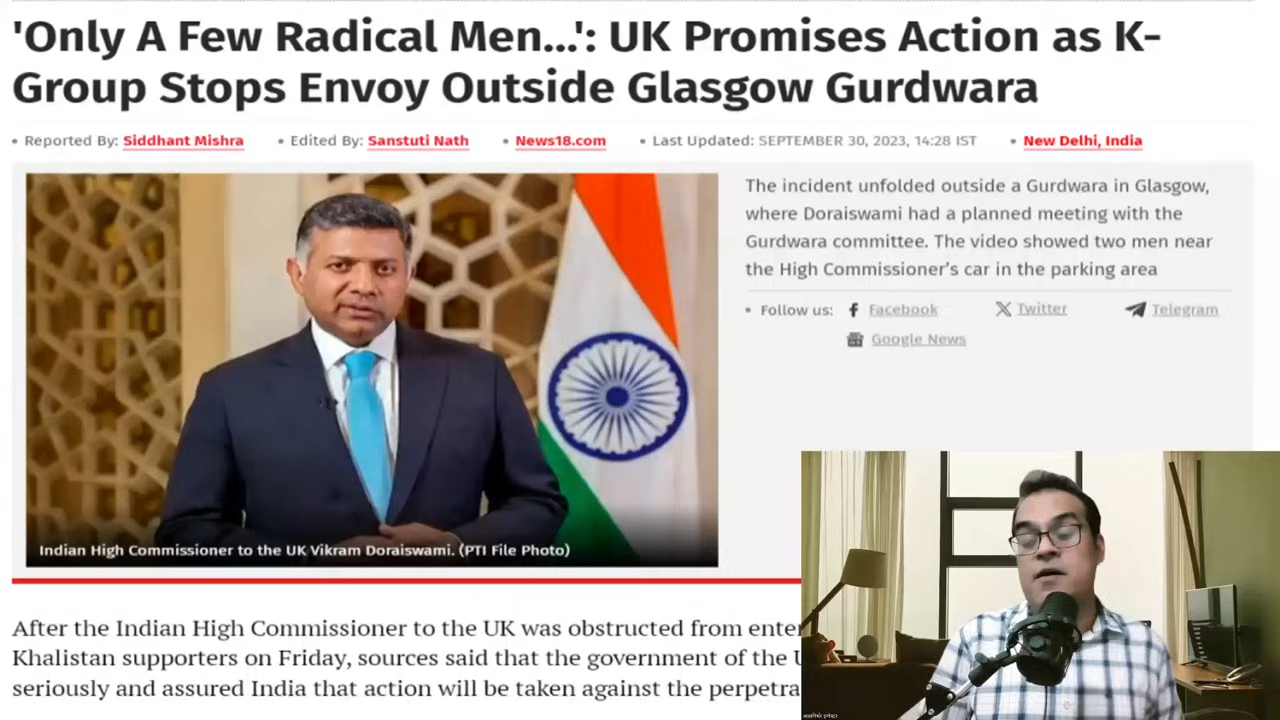 'Only A Few Radical Men...': UK Promises Action as K-
Group Stops Envoy Outside Glasgow Gurdwara
• Reported By: Siddhant Mishra • Edited By: Sanstuti Nath • News18.com • Last Updated: SEPTEMBER 30, 2023, 14:28 IST • New Delhi, India
The incident unfolded outside a Gurdwara in Glasgow,
where Doraiswami had a planned meeting with the
Gurdwara committee. The video showed two men near
the High Commissioner's car in the parking area
• Follow us: Facebook Twitter Telegram
Google News
Indian High Commissioner to the UK Vikram Doraiswami. (PTI File Photo)
After the Indian High Commissioner to the UK was obstructed from enter
Khalistan supporters on Friday, sources said that the government of the U
seriously and assured India that action will be taken against the perpetra